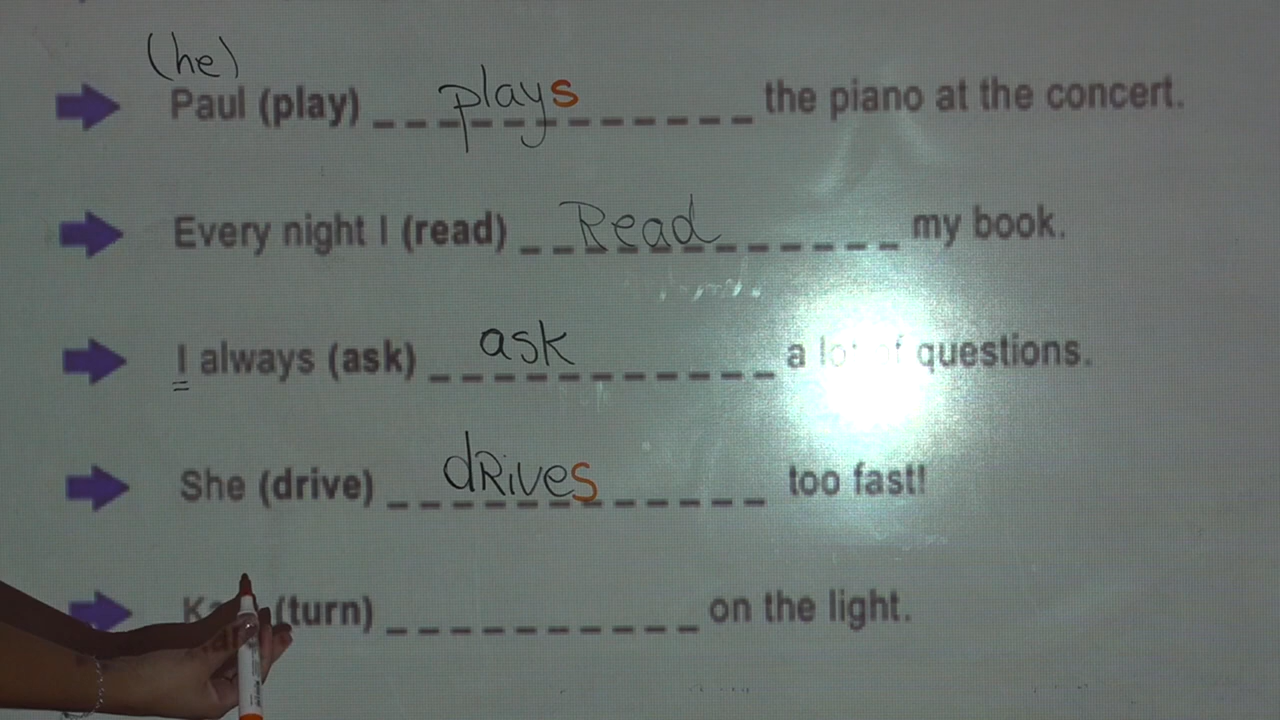 (he)
Paul (play) plays the piano at the concert.
Every night I (read) Read my book.
I always (ask) ask a lot of questions.
She (drive) drives too fast!
(turn) on the light.